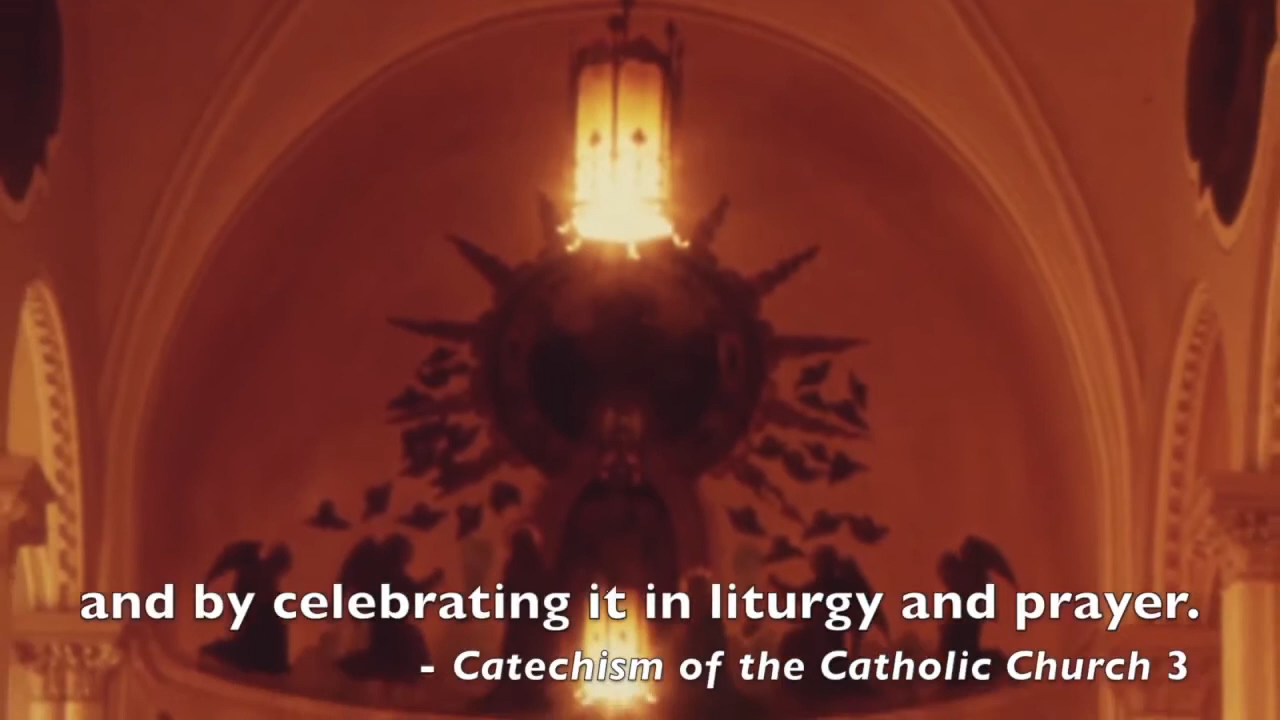 and by celebrating it in liturgy and prayer.
- Catechism of the Catholic Church 3